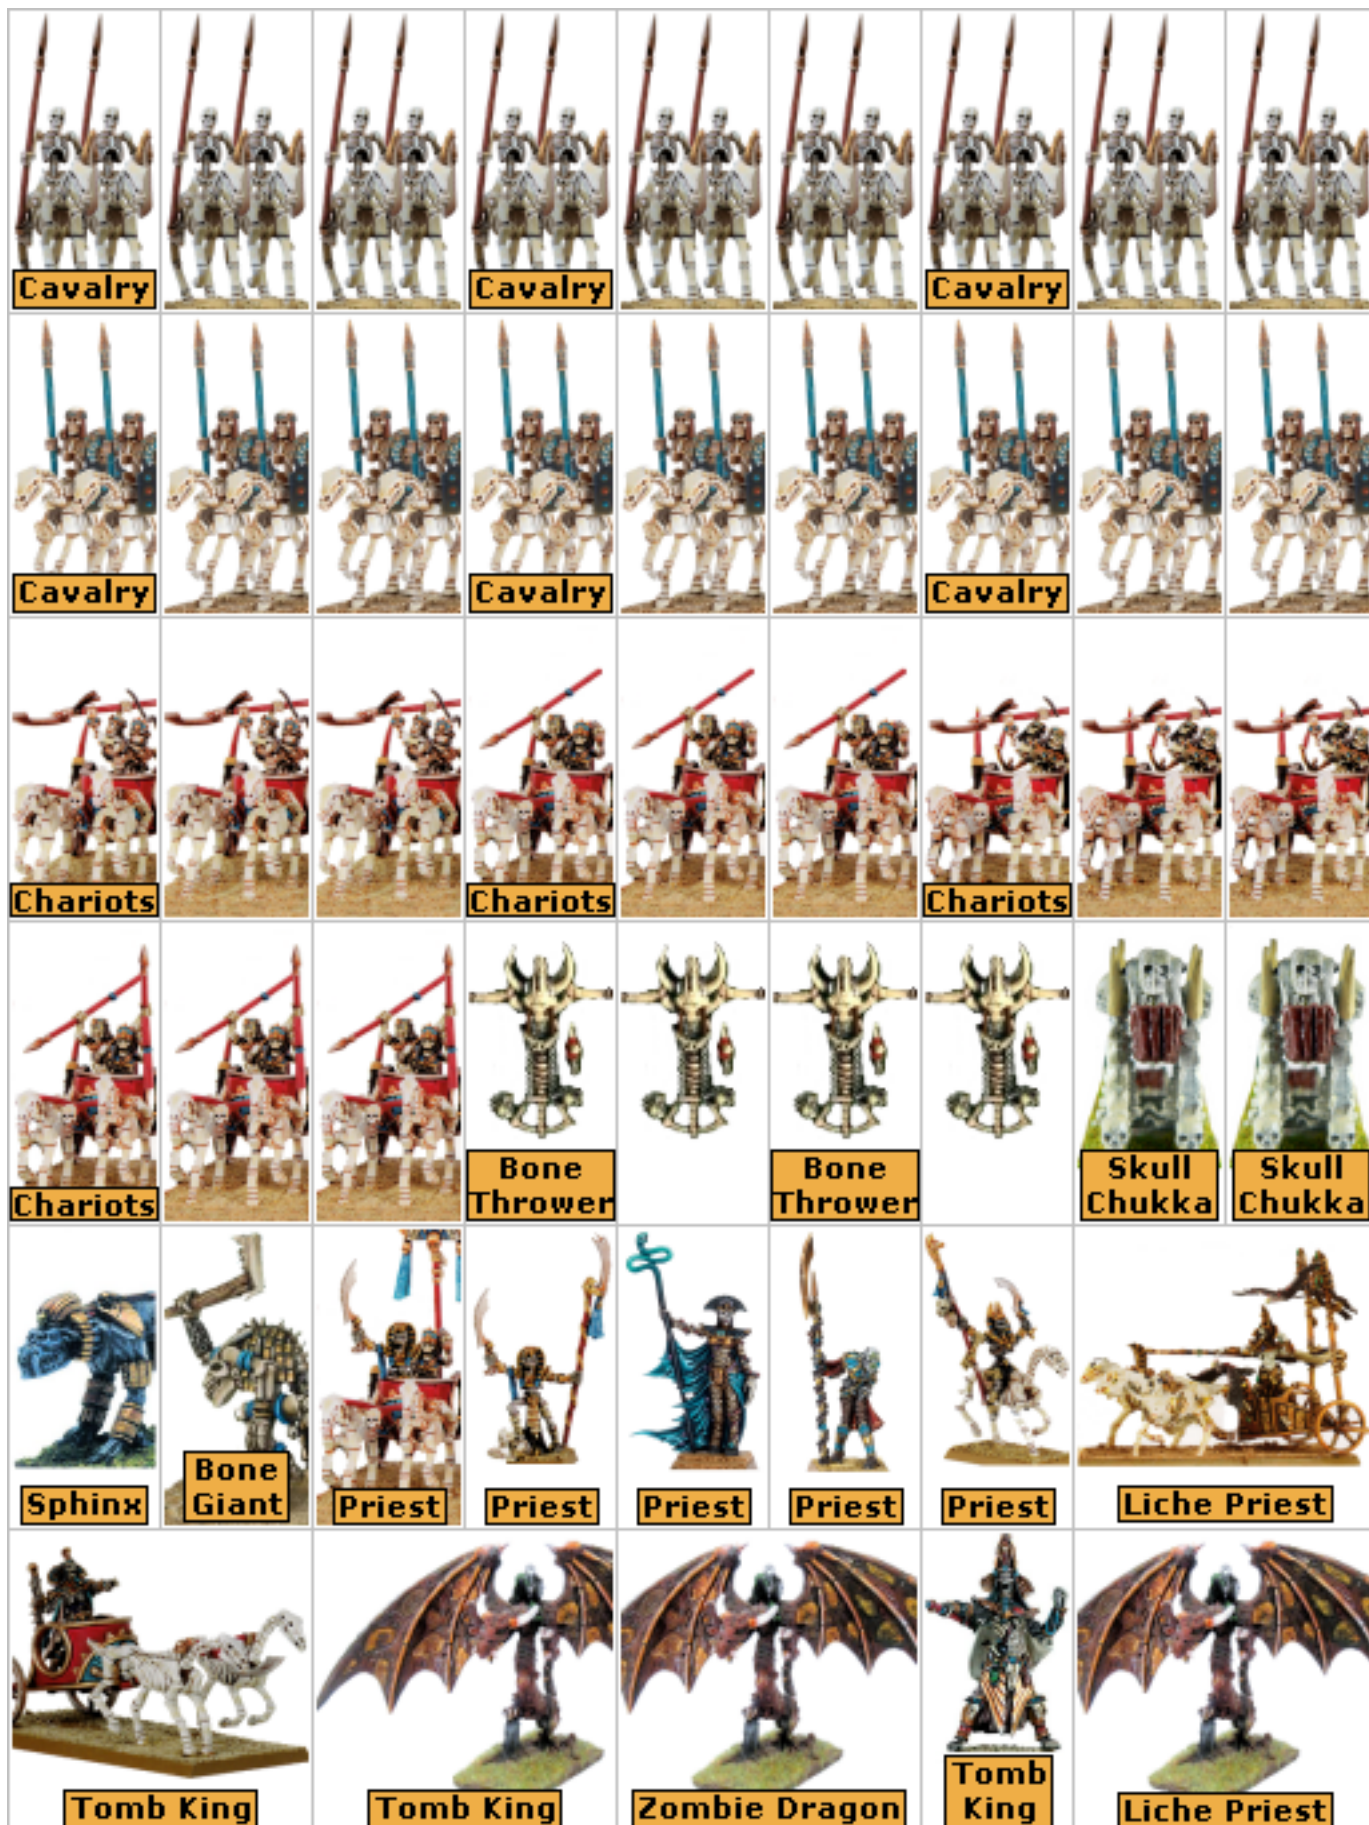 Cavalry
Cavalry
Cavalry
Cavalry
Cavalry
Cavalry
Chariots
Chariots
Chariots
Chariots
Bone
Thrower
Bone
Thrower
Skull
Chukka
Skull
Chukka
Sphinx
Bone
Giant
Priest
Priest
Priest
Priest
Priest
Liche Priest
Tomb King
Tomb King
Zombie Dragon
Tomb
King
Liche Priest